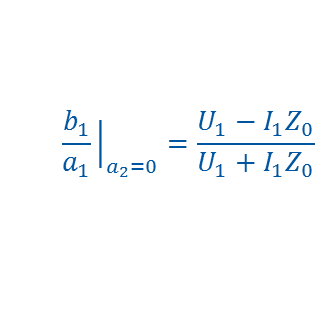 b₁/a₁|ₐ₂₌₀ = (U₁ − I₁Z₀)/(U₁ + I₁Z₀)